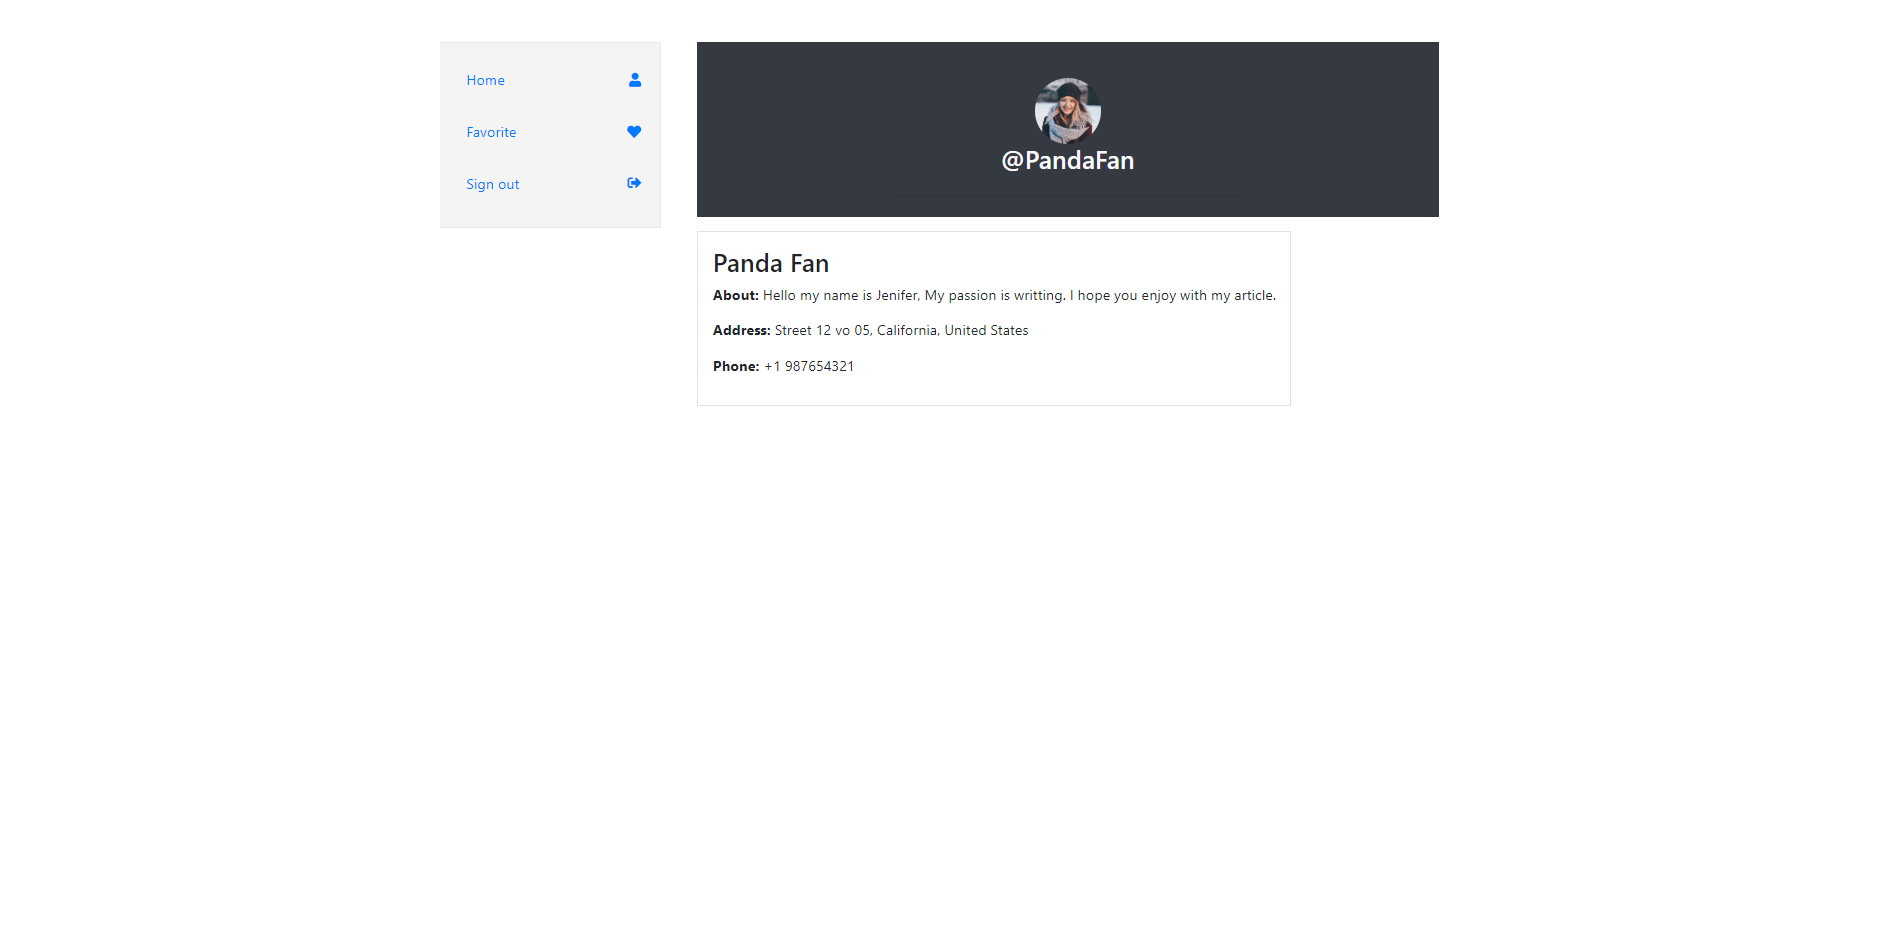 Home
Favorite
Sign out
@PandaFan
Panda Fan
About: Hello my name is Jenifer, My passion is writting. I hope you enjoy with my article.
Address: Street 12 vo 05, California, United States
Phone: +1 987654321